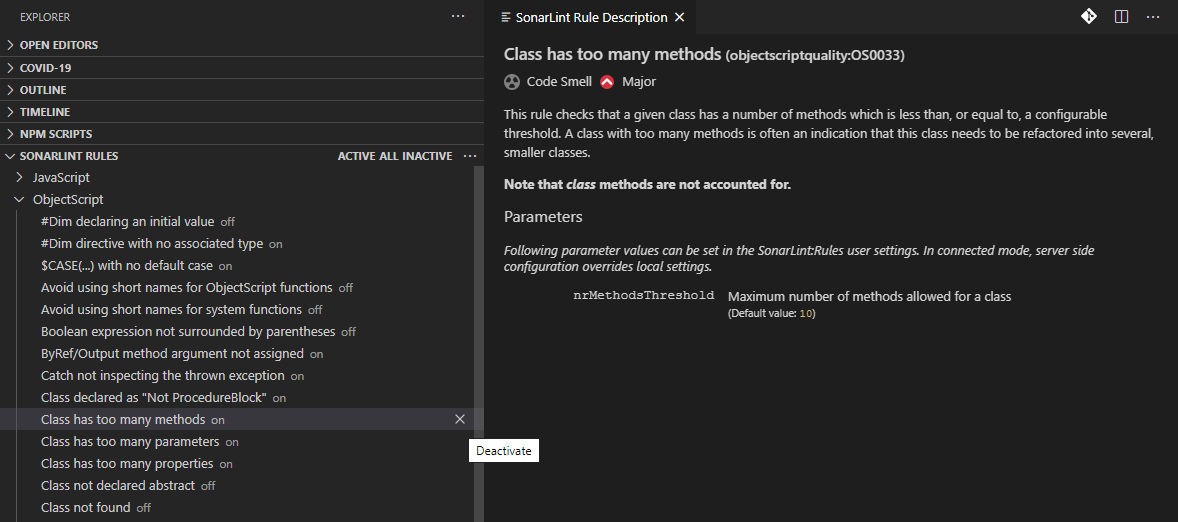 EXPLORER
OPEN EDITORS
COVID-19
OUTLINE
TIMELINE
NPM SCRIPTS
SONARLINT RULES ACTIVE ALL INACTIVE
JavaScript
ObjectScript
#Dim declaring an initial value off
#Dim directive with no associated type on
$CASE(...) with no default case on
Avoid using short names for ObjectScript functions off
Avoid using short names for system functions off
Boolean expression not surrounded by parentheses off
ByRef/Output method argument not assigned on
Catch not inspecting the thrown exception on
Class declared as "Not ProcedureBlock" on
Class has too many methods on
Class has too many parameters on
Class has too many properties on
Class not declared abstract off
Class not found off
Deactivate
SonarLint Rule Description
Class has too many methods (objectscriptquality:OS0033)
Code Smell Major
This rule checks that a given class has a number of methods which is less than, or equal to, a configurable
threshold. A class with too many methods is often an indication that this class needs to be refactored into several,
smaller classes.
Note that class methods are not accounted for.
Parameters
Following parameter values can be set in the SonarLint:Rules user settings. In connected mode, server side
configuration overrides local settings.
nrMethodsThreshold Maximum number of methods allowed for a class
(Default value: 10)